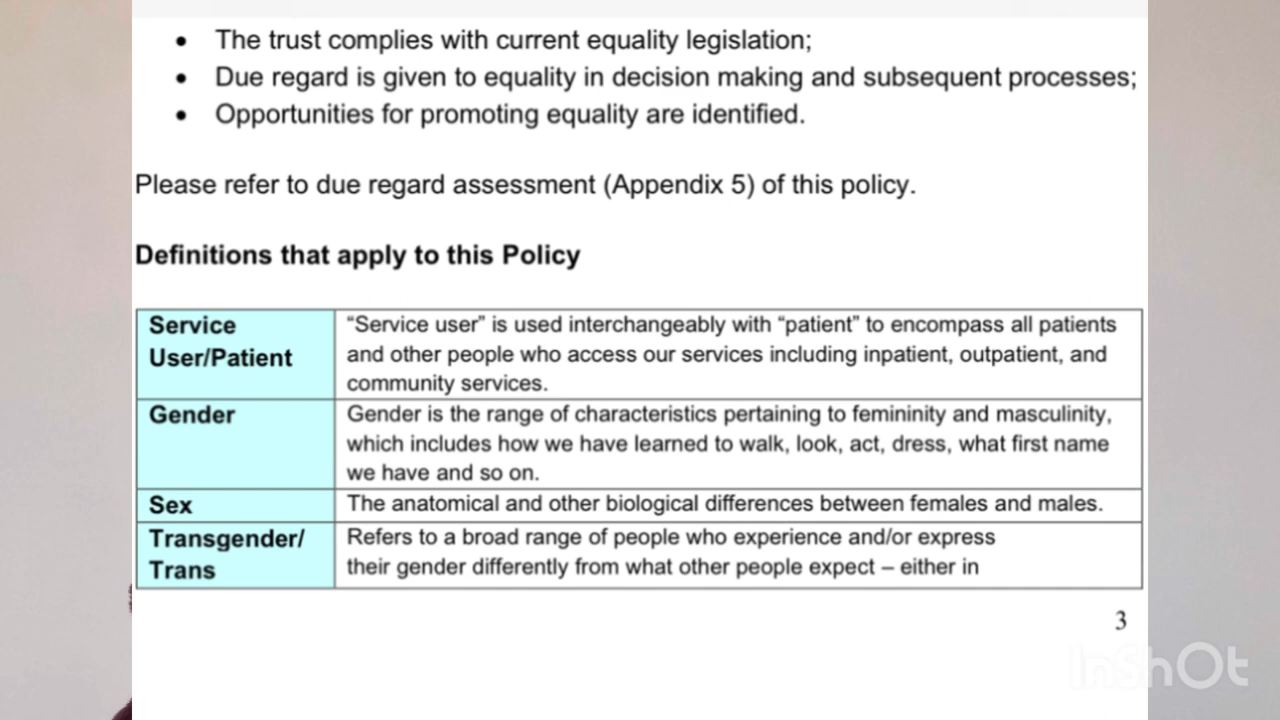 • The trust complies with current equality legislation;
• Due regard is given to equality in decision making and subsequent processes;
• Opportunities for promoting equality are identified.
Please refer to due regard assessment (Appendix 5) of this policy.
Definitions that apply to this Policy
Service User/Patient
“Service user” is used interchangeably with “patient” to encompass all patients
and other people who access our services including inpatient, outpatient, and
community services.
Gender
Gender is the range of characteristics pertaining to femininity and masculinity,
which includes how we have learned to walk, look, act, dress, what first name
we have and so on.
Sex
The anatomical and other biological differences between females and males.
Transgender/
Trans
Refers to a broad range of people who experience and/or express
their gender differently from what other people expect – either in
3
InShOt